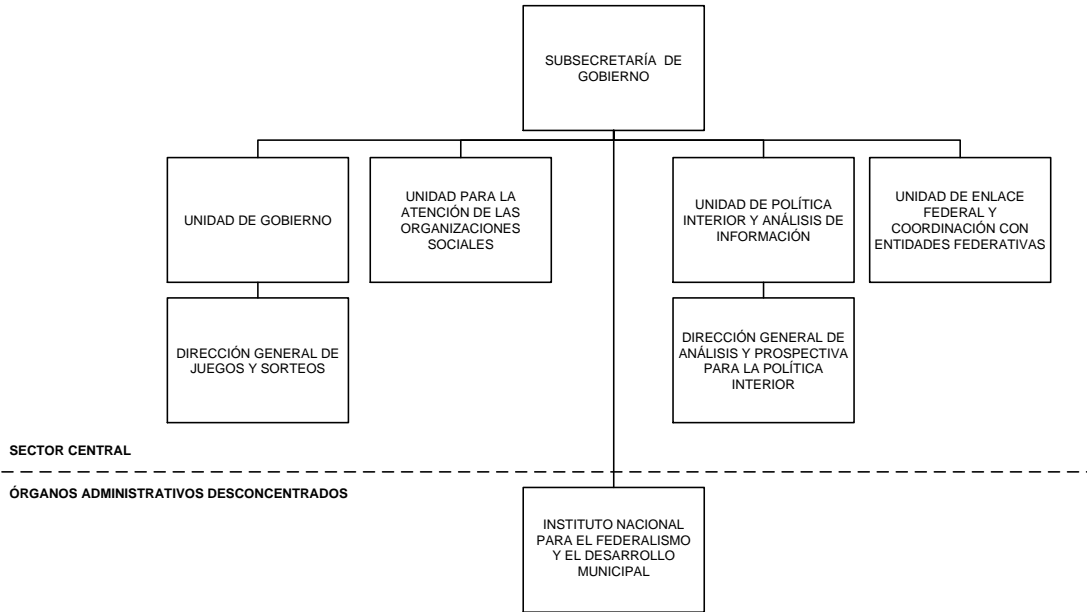 SUBSECRETARÍA DE
GOBIERNO
UNIDAD DE GOBIERNO
UNIDAD PARA LA
ATENCIÓN DE LAS
ORGANIZACIONES
SOCIALES
UNIDAD DE POLÍTICA
INTERIOR Y ANÁLISIS DE
INFORMACIÓN
UNIDAD DE ENLACE
FEDERAL Y
COORDINACIÓN CON
ENTIDADES FEDERATIVAS
DIRECCIÓN GENERAL DE
JUEGOS Y SORTEOS
DIRECCIÓN GENERAL DE
ANÁLISIS Y PROSPECTIVA
PARA LA POLÍTICA
INTERIOR
SECTOR CENTRAL
ÓRGANOS ADMINISTRATIVOS DESCONCENTRADOS
INSTITUTO NACIONAL
PARA EL FEDERALISMO
Y EL DESARROLLO
MUNICIPAL